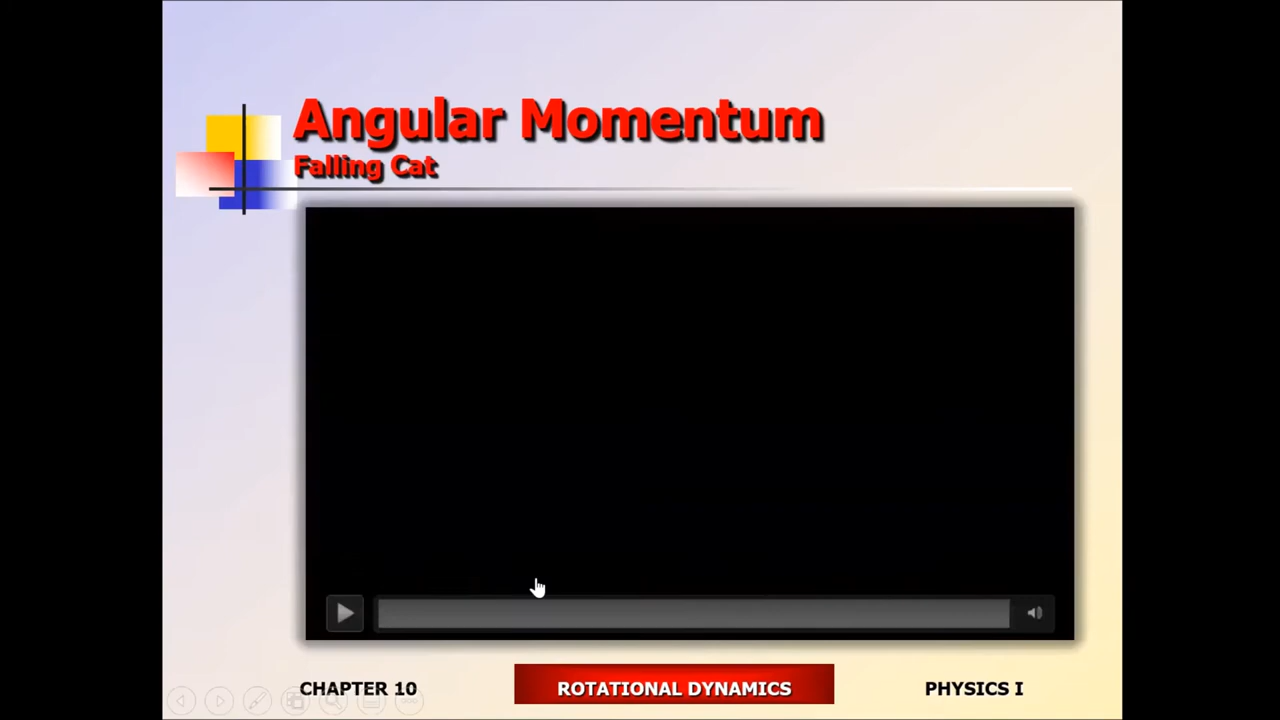 Angular Momentum
Falling Cat
CHAPTER 10
ROTATIONAL DYNAMICS
PHYSICS I